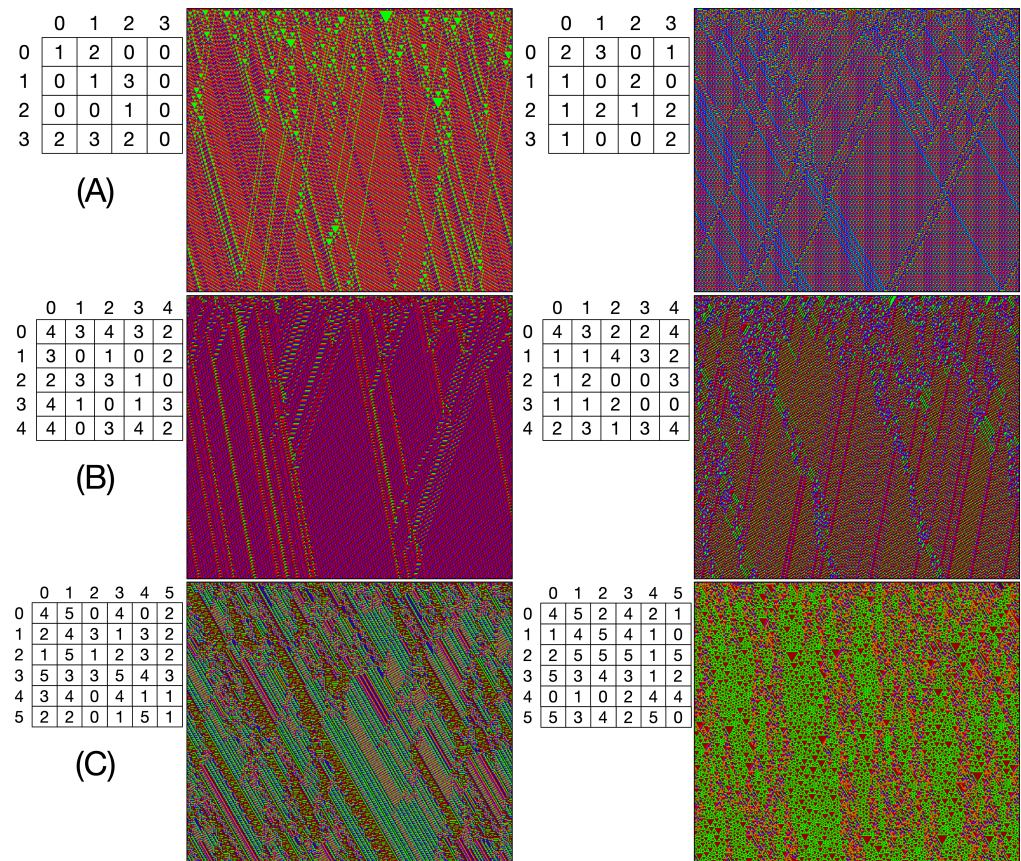 0 1 2 3
0 1 2 0 0
1 0 1 3 0
2 0 0 1 0
3 2 3 2 0
(A)
0 1 2 3
0 2 3 0 1
1 1 0 2 0
2 1 2 1 2
3 1 0 0 2
0 1 2 3 4
0 4 3 4 3 2
1 3 0 1 0 2
2 2 3 3 1 0
3 4 1 0 1 3
4 4 0 3 4 2
(B)
0 1 2 3 4
0 4 3 2 2 4
1 1 1 4 3 2
2 1 2 0 0 3
3 1 1 2 0 0
4 2 3 1 3 4
0 1 2 3 4 5
0 4 5 0 4 0 2
1 2 4 3 1 3 2
2 1 5 1 2 3 2
3 5 3 3 5 4 3
4 3 4 0 4 1 1
5 2 2 0 1 5 1
(C)
0 1 2 3 4 5
0 4 5 2 4 2 1
1 1 4 5 4 1 0
2 2 5 5 5 1 5
3 5 3 4 3 1 2
4 0 1 0 2 4 4
5 5 3 4 2 5 0